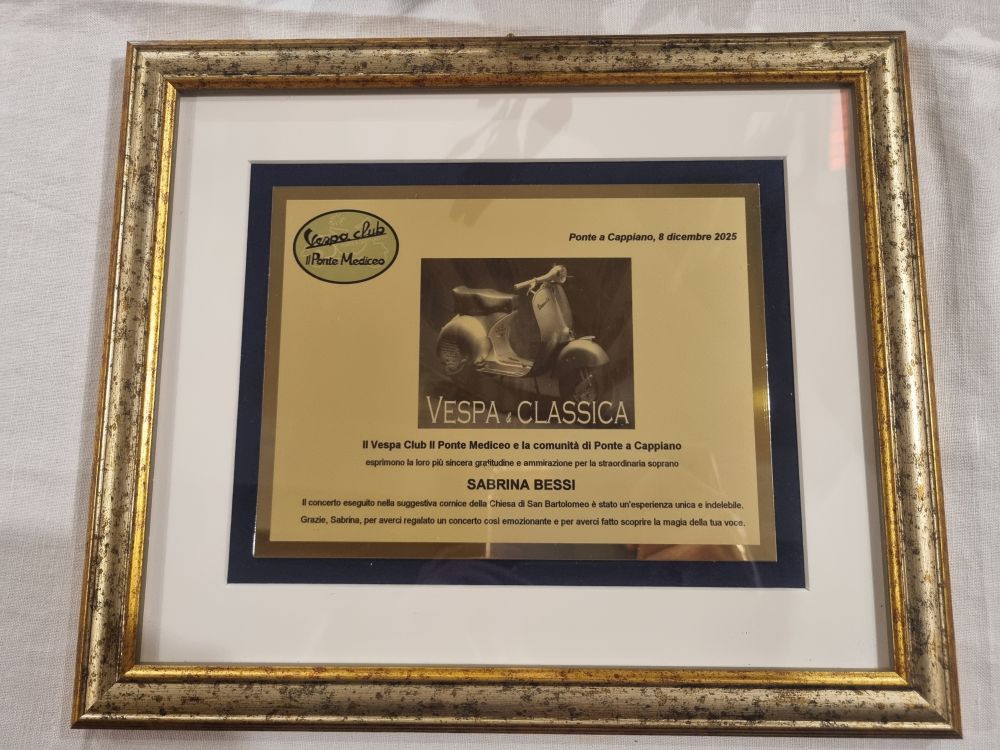 Vespa club
Il Ponte Mediceo
Ponte a Cappiano, 8 dicembre 2025
VESPA & CLASSICA
Il Vespa Club Il Ponte Mediceo e la comunità di Ponte a Cappiano
esprimono la loro più sincera gratitudine e ammirazione per la straordinaria soprano
SABRINA BESSI
Il concerto eseguito nella suggestiva cornice della Chiesa di San Bartolomeo è stato un'esperienza unica e indelebile.
Grazie, Sabrina, per averci regalato un concerto così emozionante e per averci fatto scoprire la magia della tua voce.